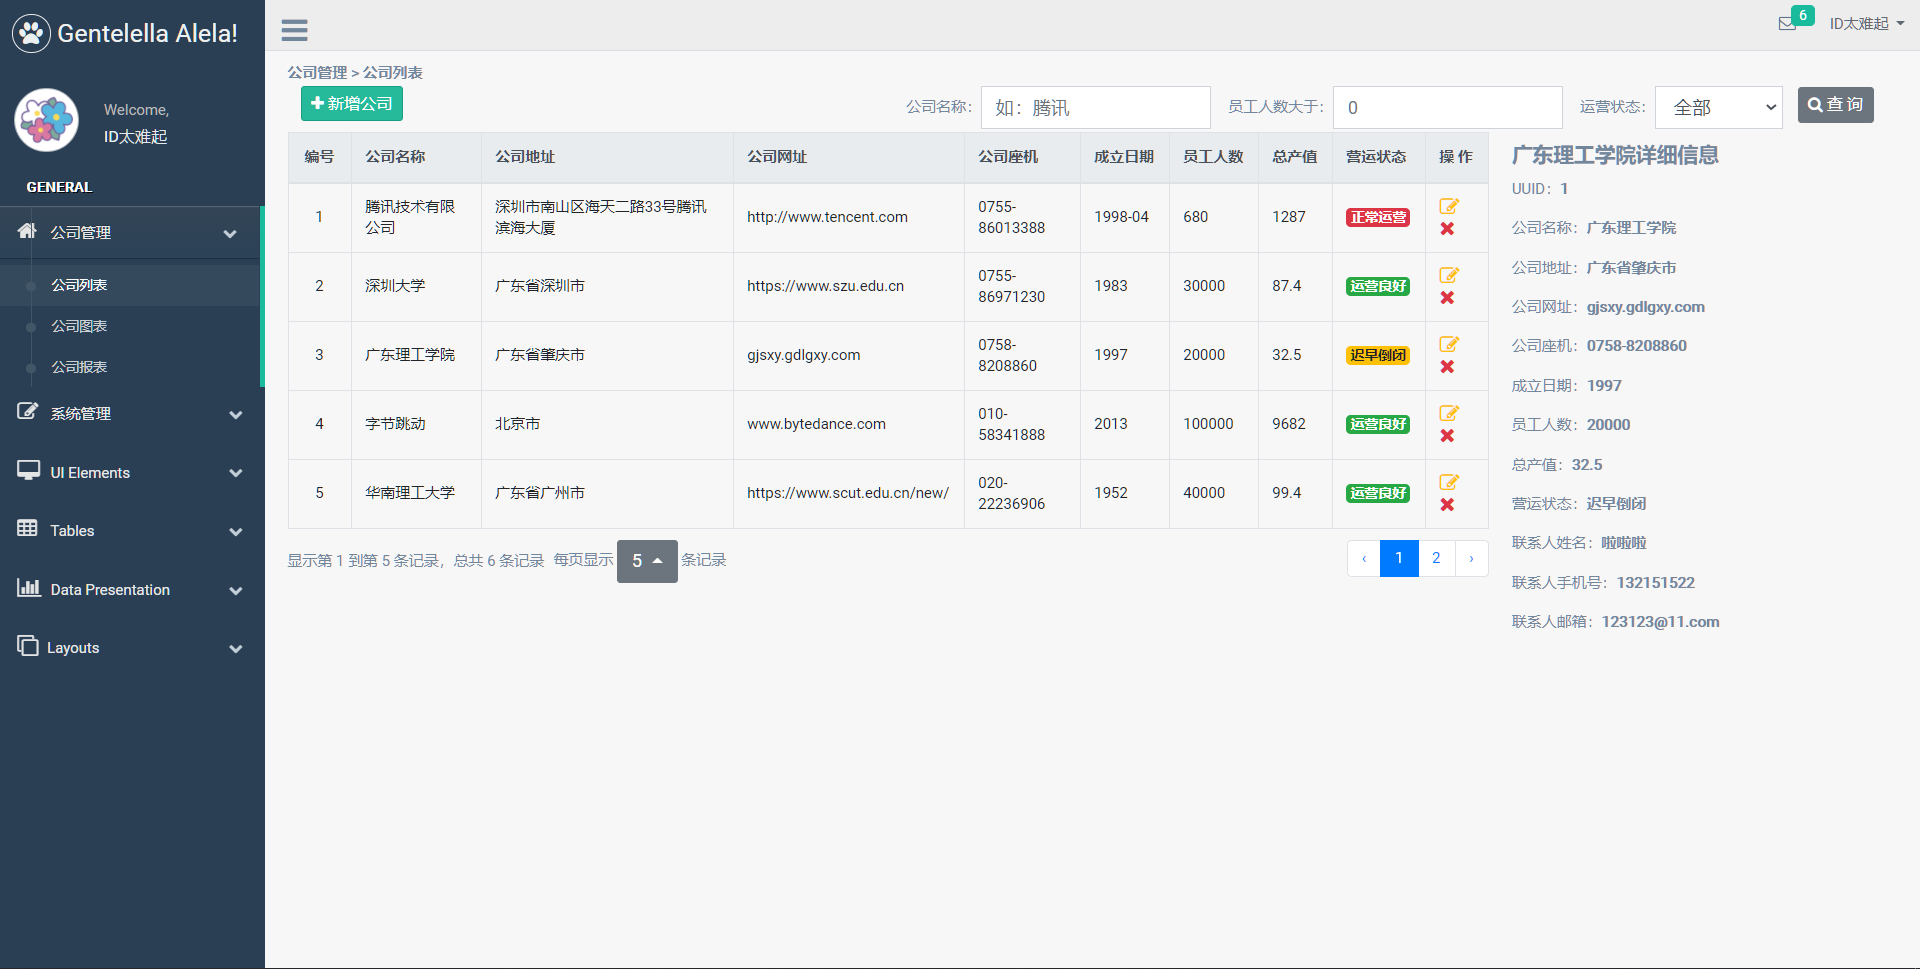 Gentelella Alela!
6
ID太难起
Welcome,
ID太难起
GENERAL
公司管理
公司列表
公司图表
公司报表
系统管理
UI Elements
Tables
Data Presentation
Layouts
公司管理 > 公司列表
新增公司
公司名称：
如：腾讯
员工人数大于：
0
运营状态：
全部
查 询
编号 公司名称 公司地址 公司网址 公司座机 成立日期 员工人数 总产值 营运状态 操 作
1 腾讯技术有限公司 深圳市南山区海天二路33号腾讯滨海大厦 http://www.tencent.com 0755-86013388 1998-04 680 1287 正常运营
2 深圳大学 广东省深圳市 https://www.szu.edu.cn 0755-86971230 1983 30000 87.4 运营良好
3 广东理工学院 广东省肇庆市 gjsxy.gdlgxy.com 0758-8208860 1997 20000 32.5 迟早倒闭
4 字节跳动 北京市 www.bytedance.com 010-58341888 2013 100000 9682 运营良好
5 华南理工大学 广东省广州市 https://www.scut.edu.cn/new/ 020-22236906 1952 40000 99.4 运营良好
显示第 1 到第 5 条记录，总共 6 条记录 每页显示 5 条记录
‹ 1 2 ›
广东理工学院详细信息
UUID：1
公司名称：广东理工学院
公司地址：广东省肇庆市
公司网址：gjsxy.gdlgxy.com
公司座机：0758-8208860
成立日期：1997
员工人数：20000
总产值：32.5
营运状态：迟早倒闭
联系人姓名：啦啦啦
联系人手机号：132151522
联系人邮箱：123123@11.com